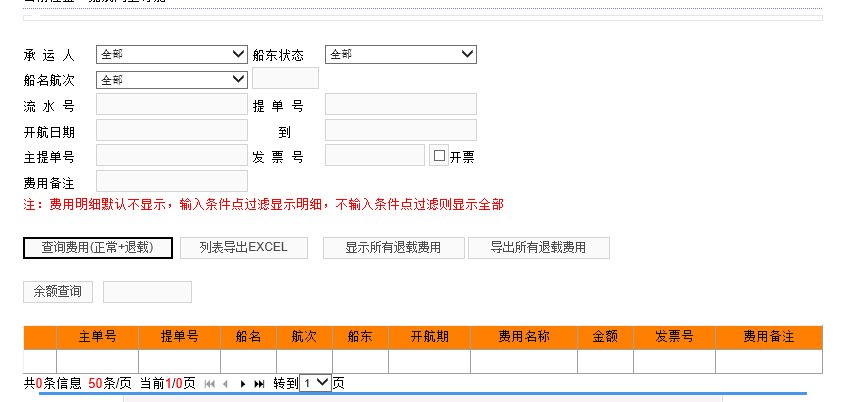 承 运 人 全部 船东状态 全部
船名航次 全部
流 水 号 提 单 号
开航日期 到
主提单号 发 票 号 开票
费用备注
注：费用明细默认不显示，输入条件点过滤显示明细，不输入条件点过滤则显示全部
查询费用(正常+退载) 列表导出EXCEL 显示所有退载费用 导出所有退载费用
余额查询
主单号 提单号 船名 航次 船东 开航期 费用名称 金额 发票号 费用备注
共0条信息 50条/页 当前1/0页 转到 1 页